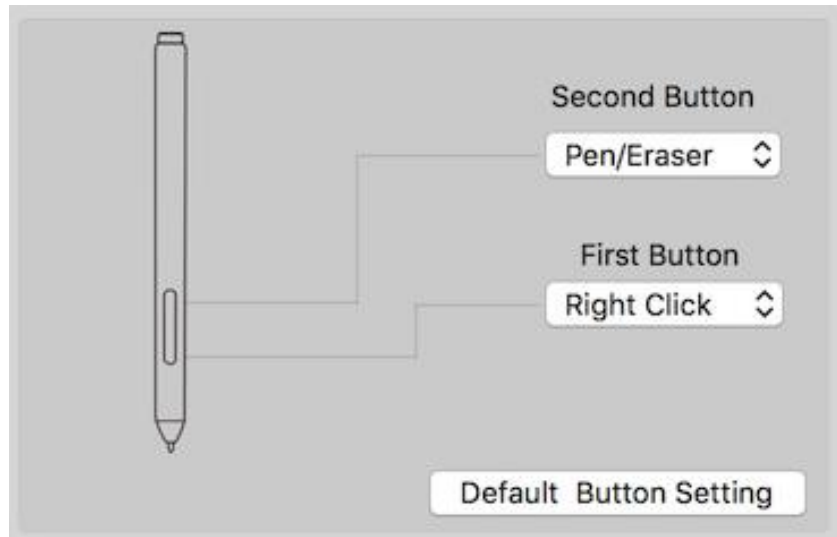 Second Button
Pen/Eraser
First Button
Right Click
Default Button Setting